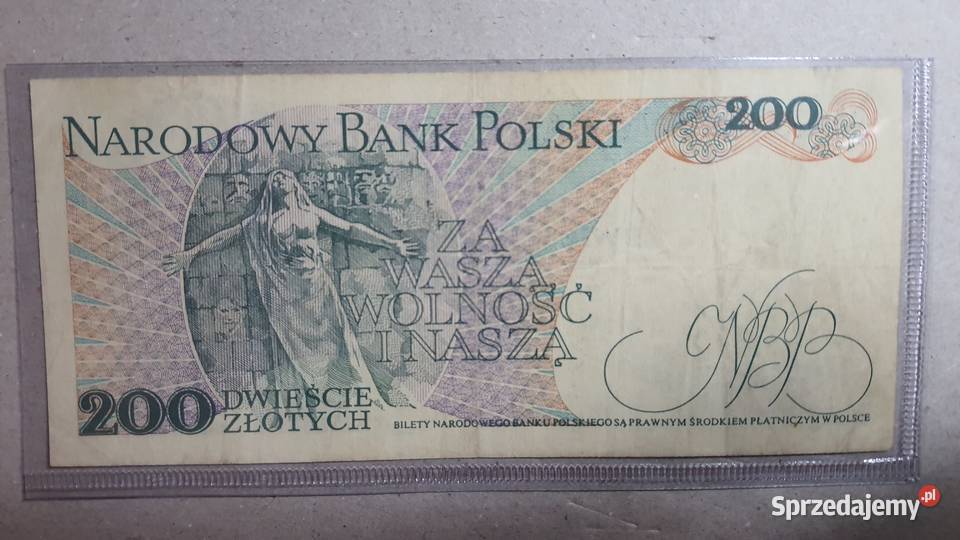 NARODOWY BANK POLSKI
200
ZA
WASZĄ
WOLNOŚĆ
I NASZĄ
NBP
200 DWIEŚCIE
ZŁOTYCH
BILETY NARODOWEGO BANKU POLSKIEGO SĄ PRAWNYM ŚRODKIEM PŁATNICZYM W POLSCE
Sprzedajemy.pl